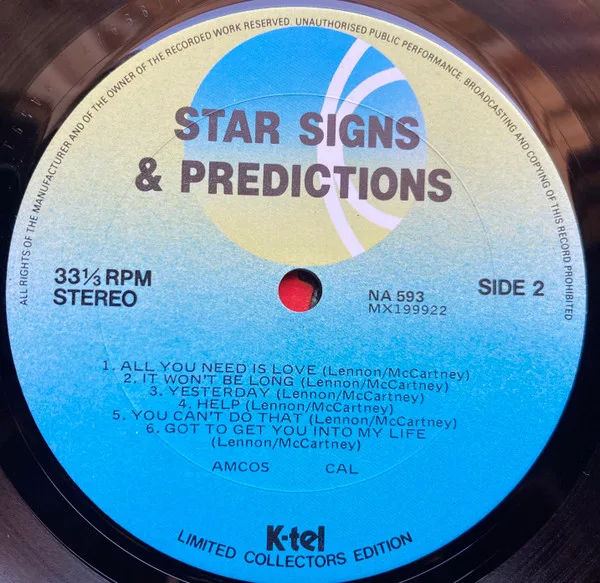 ALL RIGHTS OF THE MANUFACTURER AND OF THE OWNER OF THE RECORDED WORK RESERVED. UNAUTHORISED PUBLIC PERFORMANCE, BROADCASTING AND COPYING OF THIS RECORD PROHIBITED
STAR SIGNS
& PREDICTIONS
33⅓ RPM
STEREO
NA 593
MX199922
SIDE 2
1. ALL YOU NEED IS LOVE (Lennon/McCartney)
2. IT WON'T BE LONG (Lennon/McCartney)
3. YESTERDAY (Lennon/McCartney)
4. HELP (Lennon/McCartney)
5. YOU CAN'T DO THAT (Lennon/McCartney)
6. GOT TO GET YOU INTO MY LIFE
(Lennon/McCartney)
AMCOS CAL
K-tel
LIMITED COLLECTORS EDITION